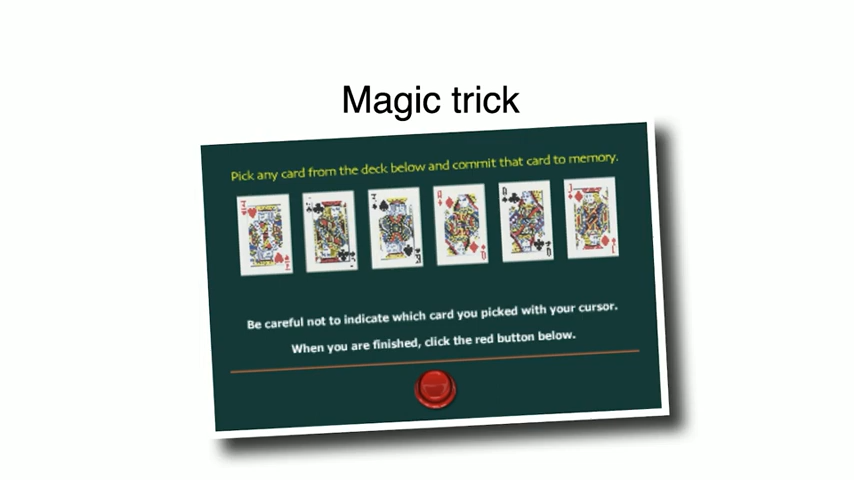 Magic trick
Pick any card from the deck below and commit that card to memory.
Be careful not to indicate which card you picked with your cursor.
When you are finished, click the red button below.